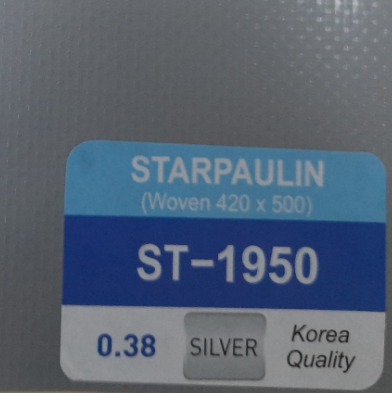 STARPAULIN
(Woven 420 x 500)
ST-1950
0.38 SILVER Korea Quality